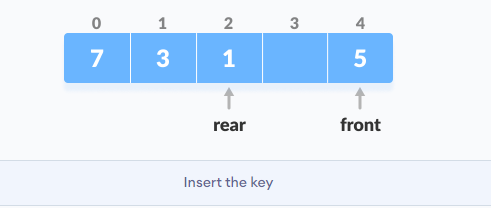 0 1 2 3 4
7 3 1 5
rear front
Insert the key